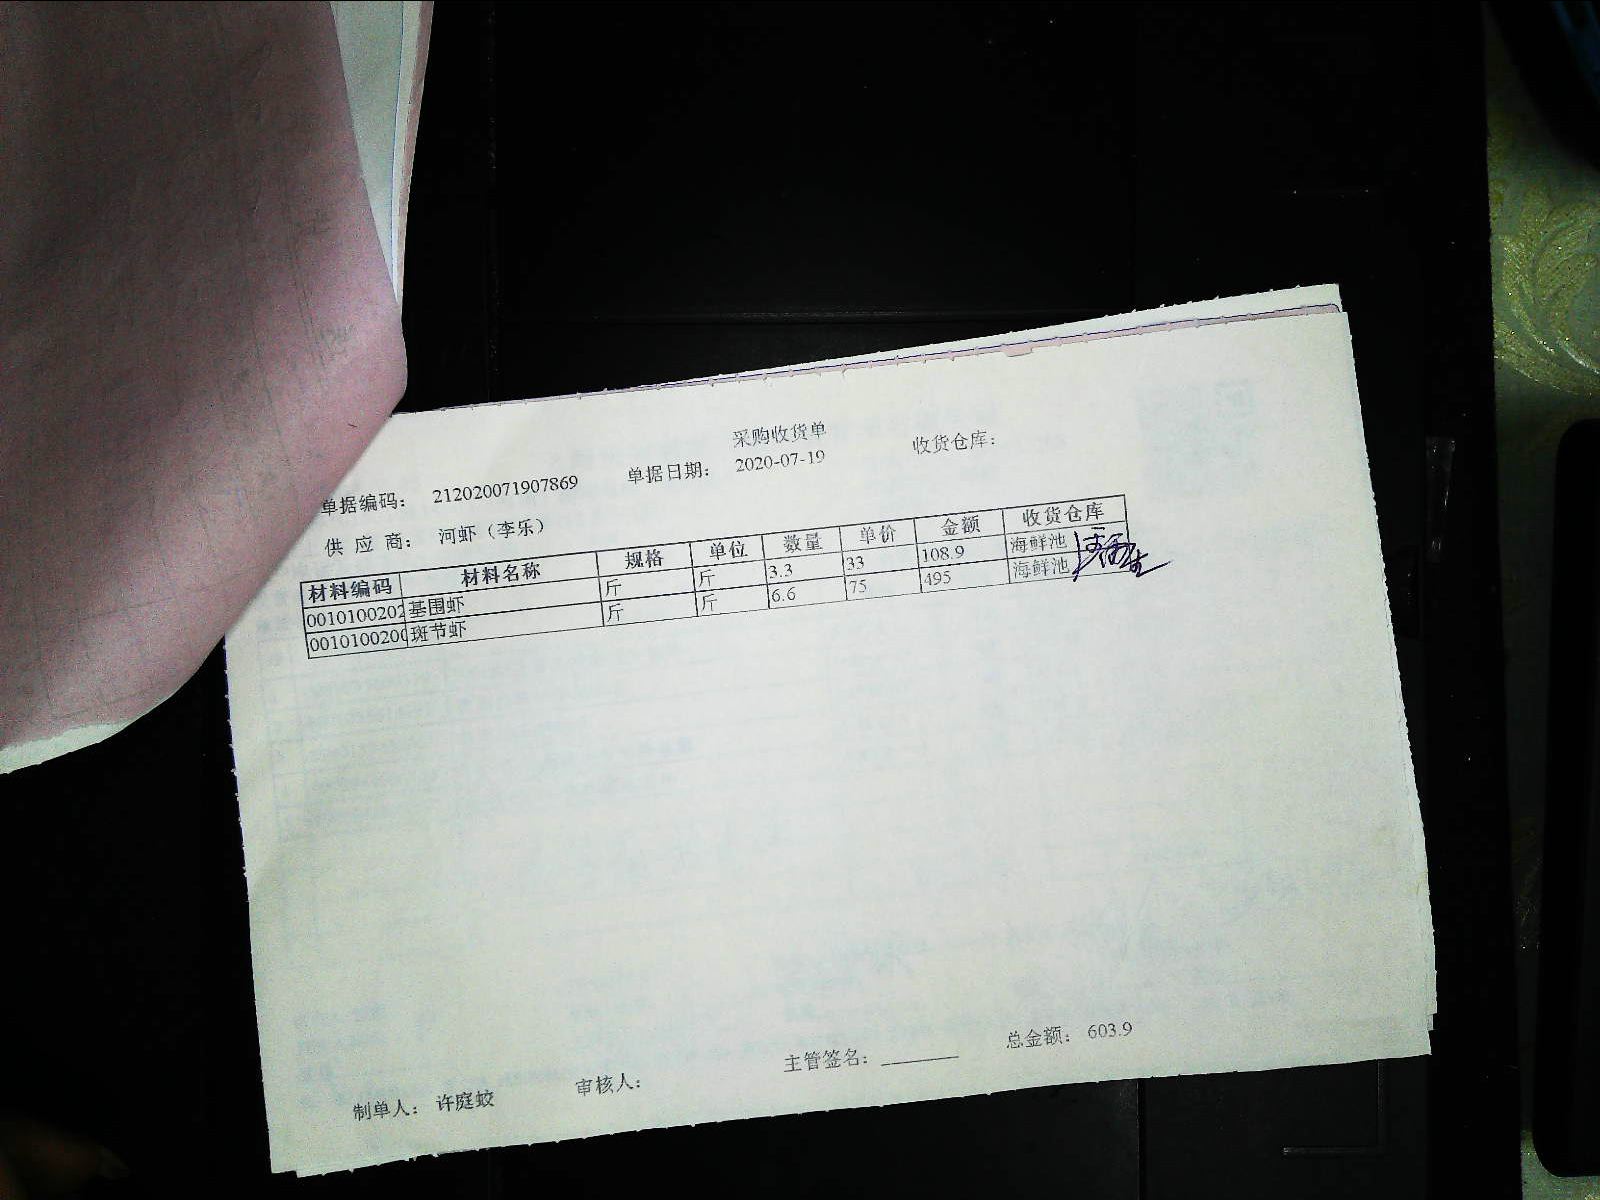 采购收货单
单据编码： 212020071907869 单据日期： 2020-07-19 收货仓库：
供 应 商： 河虾（李乐）
材料编码 材料名称 规格 单位 数量 单价 金额 收货仓库
0010100202 基围虾 斤 斤 3.3 33 108.9 海鲜池
001010020 斑节虾 斤 斤 6.6 75 495 海鲜池
制单人： 许庭蛟 审核人： 主管签名： 总金额： 603.9